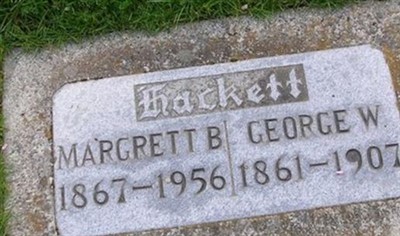 Hackett
MARGRETT B
1867-1956
GEORGE W
1861-1907